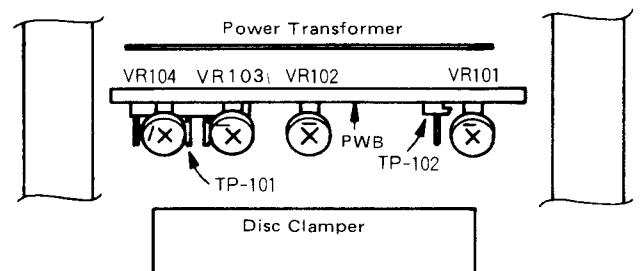 Power Transformer
VR104 VR103 VR102 VR101
PWB
TP-102
TP-101
Disc Clamper